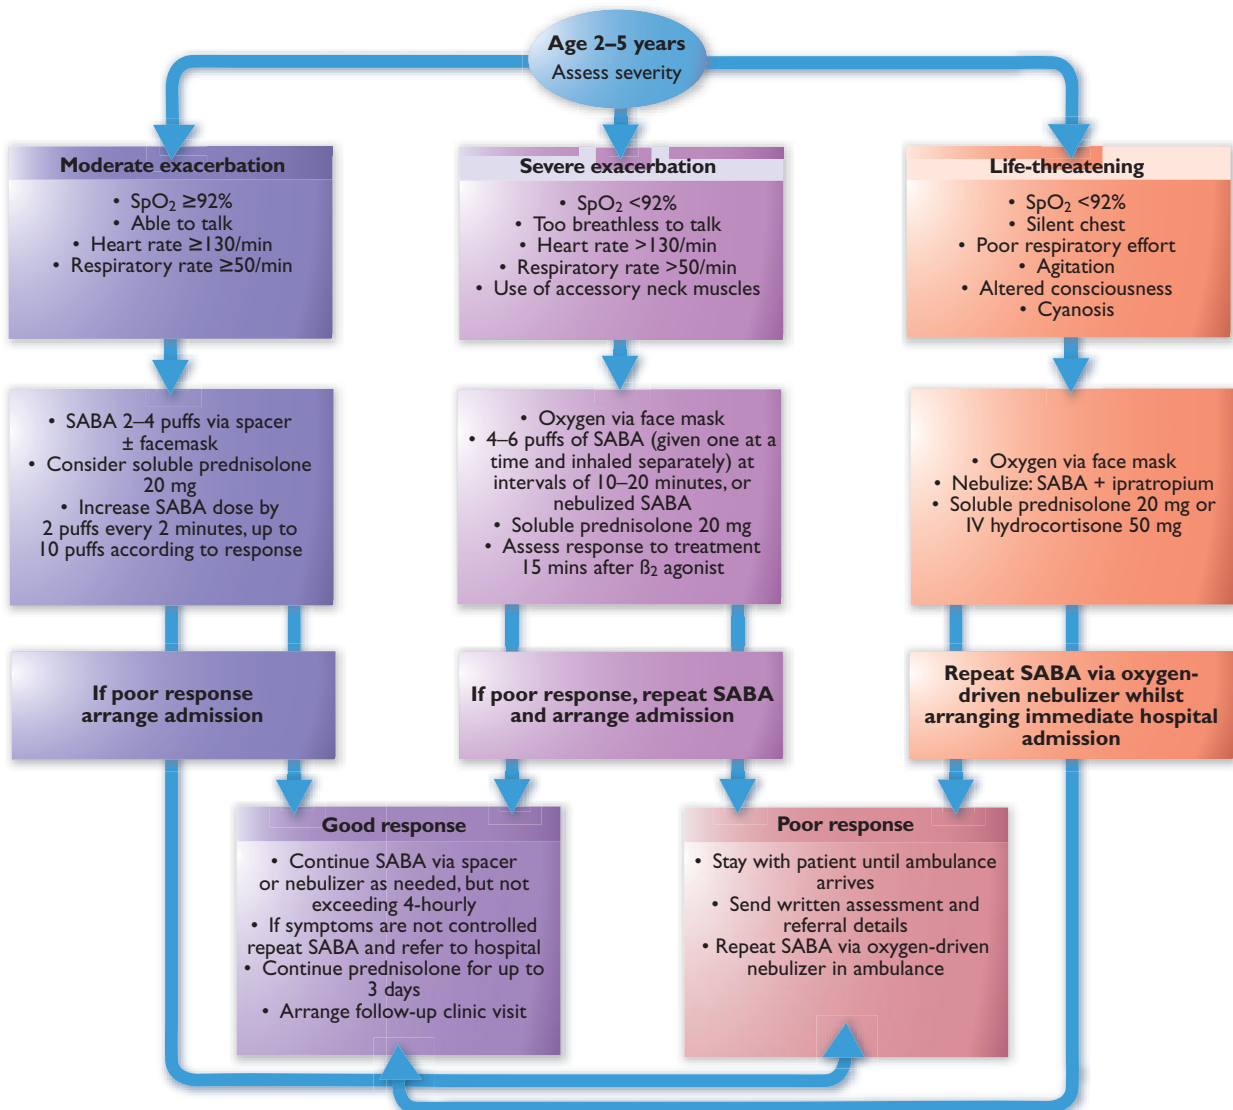 Age 2–5 years
Assess severity
Moderate exacerbation
• SpO₂ ≥92%
• Able to talk
• Heart rate ≥130/min
• Respiratory rate ≥50/min
Severe exacerbation
• SpO₂ <92%
• Too breathless to talk
• Heart rate >130/min
• Respiratory rate >50/min
• Use of accessory neck muscles
Life-threatening
• SpO₂ <92%
• Silent chest
• Poor respiratory effort
• Agitation
• Altered consciousness
• Cyanosis
• SABA 2–4 puffs via spacer
± facemask
• Consider soluble prednisolone
20 mg
• Increase SABA dose by
2 puffs every 2 minutes, up to
10 puffs according to response
• Oxygen via face mask
• 4–6 puffs of SABA (given one at a
time and inhaled separately) at
intervals of 10–20 minutes, or
nebulized SABA
• Soluble prednisolone 20 mg
• Assess response to treatment
15 mins after ß₂ agonist
• Oxygen via face mask
• Nebulize: SABA + ipratropium
• Soluble prednisolone 20 mg or
IV hydrocortisone 50 mg
If poor response
arrange admission
If poor response, repeat SABA
and arrange admission
Repeat SABA via oxygen-
driven nebulizer whilst
arranging immediate hospital
admission
Good response
• Continue SABA via spacer
or nebulizer as needed, but not
exceeding 4-hourly
• If symptoms are not controlled
repeat SABA and refer to hospital
• Continue prednisolone for up to
3 days
• Arrange follow-up clinic visit
Poor response
• Stay with patient until ambulance
arrives
• Send written assessment and
referral details
• Repeat SABA via oxygen-driven
nebulizer in ambulance